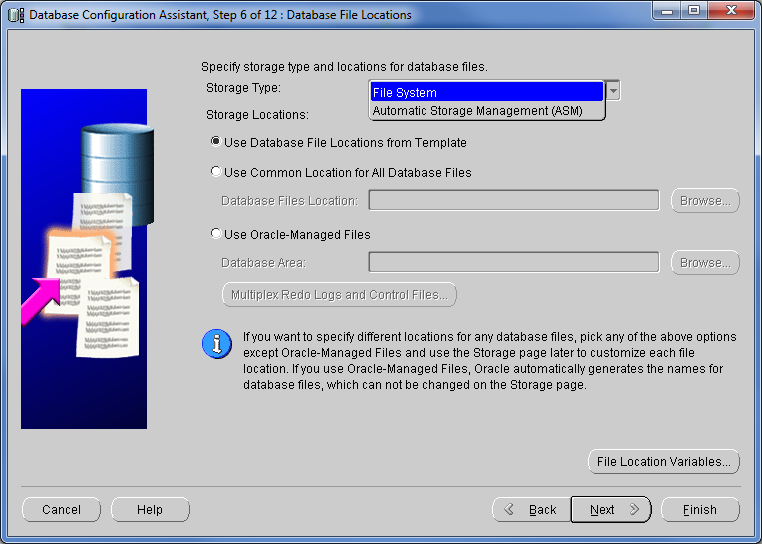 Database Configuration Assistant, Step 6 of 12 : Database File Locations
Specify storage type and locations for database files.
Storage Type:
File System
Automatic Storage Management (ASM)
Storage Locations:
Use Database File Locations from Template
Use Common Location for All Database Files
Database Files Location:
Browse...
Use Oracle-Managed Files
Database Area:
Browse...
Multiplex Redo Logs and Control Files...
If you want to specify different locations for any database files, pick any of the above options
except Oracle-Managed Files and use the Storage page later to customize each file
location. If you use Oracle-Managed Files, Oracle automatically generates the names for
database files, which can not be changed on the Storage page.
File Location Variables...
Cancel
Help
Back
Next
Finish